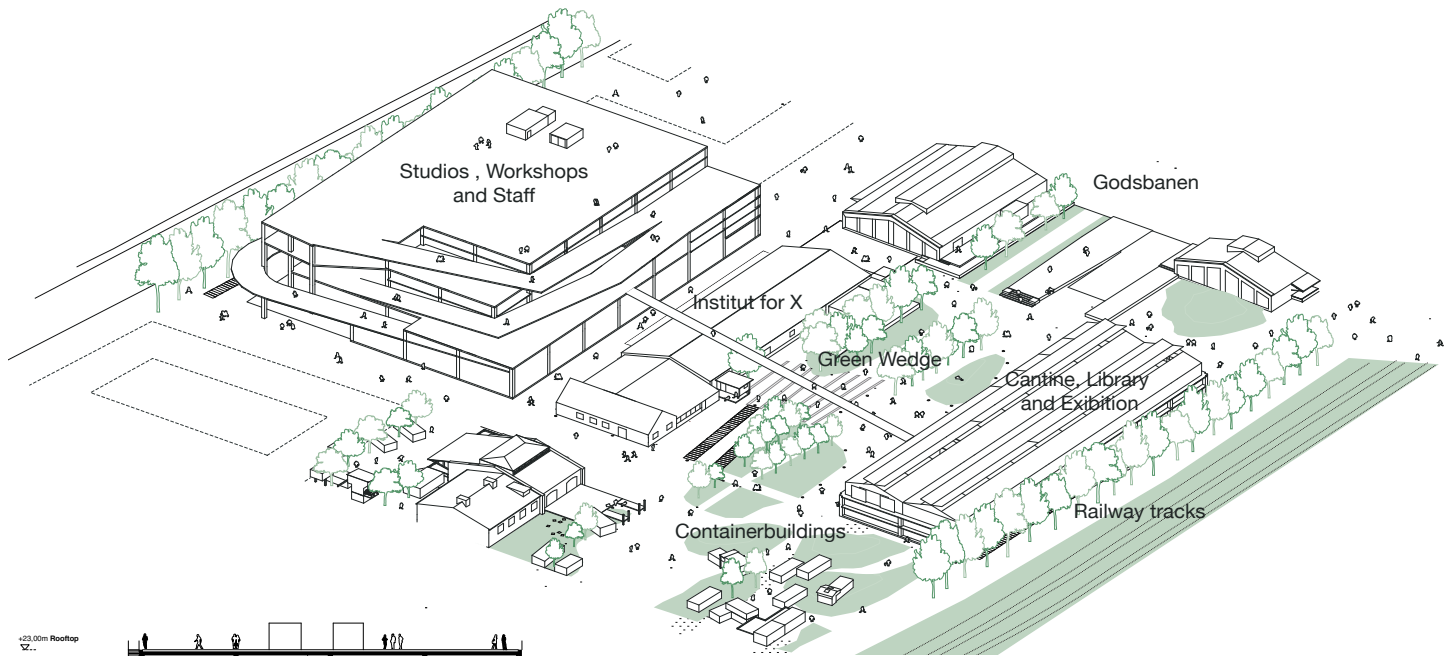 Studios , Workshops
and Staff
Godsbanen
Institut for X
Green Wedge
Cantine, Library
and Exibition
Railway tracks
Containerbuildings
+23,00m Rooftop